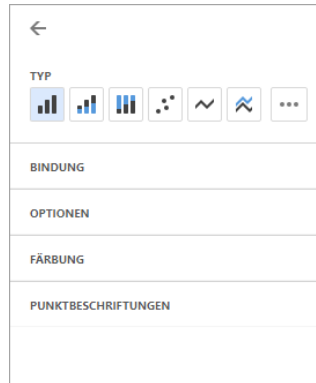 TYP
BINDUNG
OPTIONEN
FÄRBUNG
PUNKTBESCHRIFTUNGEN